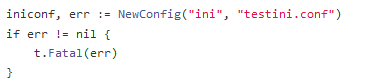 iniconf, err := NewConfig("ini", "testini.conf")
if err != nil {
    t.Fatal(err)
}